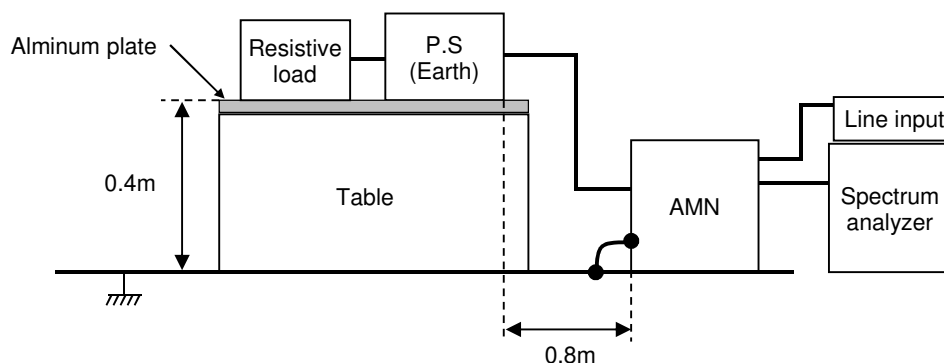 Alminum plate
Resistive
load
P.S
(Earth)
Line input
0.4m
Table
AMN
Spectrum
analyzer
0.8m